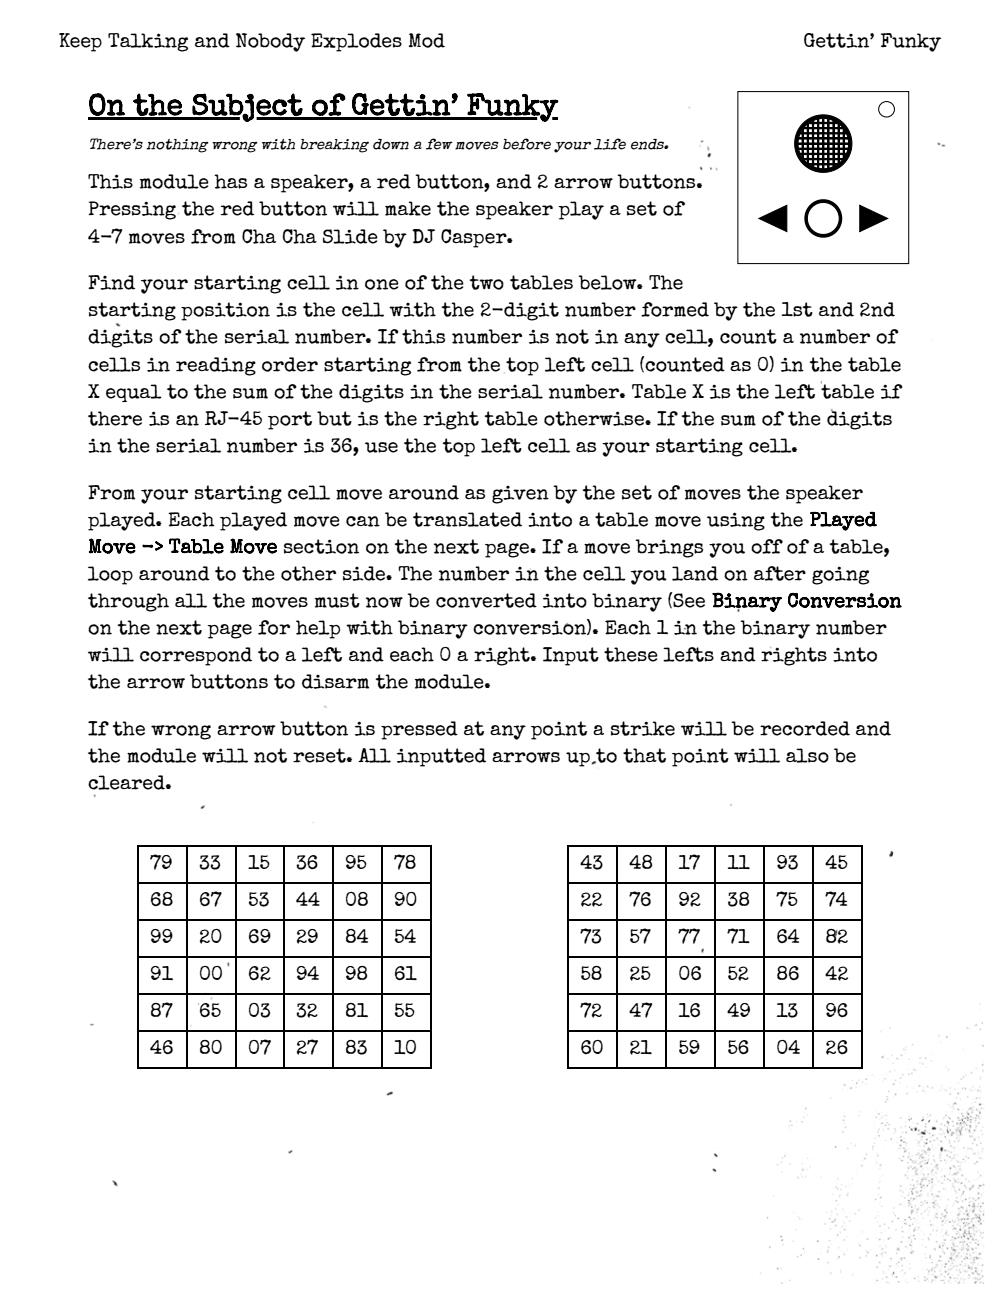 Keep Talking and Nobody Explodes Mod
Gettin' Funky
On the Subject of Gettin' Funky
There's nothing wrong with breaking down a few moves before your life ends.
This module has a speaker, a red button, and 2 arrow buttons.
Pressing the red button will make the speaker play a set of
4-7 moves from Cha Cha Slide by DJ Casper.
Find your starting cell in one of the two tables below. The
starting position is the cell with the 2-digit number formed by the 1st and 2nd
digits of the serial number. If this number is not in any cell, count a number of
cells in reading order starting from the top left cell (counted as 0) in the table
X equal to the sum of the digits in the serial number. Table X is the left table if
there is an RJ-45 port but is the right table otherwise. If the sum of the digits
in the serial number is 36, use the top left cell as your starting cell.
From your starting cell move around as given by the set of moves the speaker
played. Each played move can be translated into a table move using the Played
Move -> Table Move section on the next page. If a move brings you off of a table,
loop around to the other side. The number in the cell you land on after going
through all the moves must now be converted into binary (See Binary Conversion
on the next page for help with binary conversion). Each 1 in the binary number
will correspond to a left and each 0 a right. Input these lefts and rights into
the arrow buttons to disarm the module.
If the wrong arrow button is pressed at any point a strike will be recorded and
the module will not reset. All inputted arrows up to that point will also be
cleared.
79 33 15 36 95 78
68 67 53 44 08 90
99 20 69 29 84 54
91 00 62 94 98 61
87 65 03 32 81 55
46 80 07 27 83 10
43 48 17 11 93 45
22 76 92 38 75 74
73 57 77 71 64 82
58 25 06 52 86 42
72 47 16 49 13 96
60 21 59 56 04 26